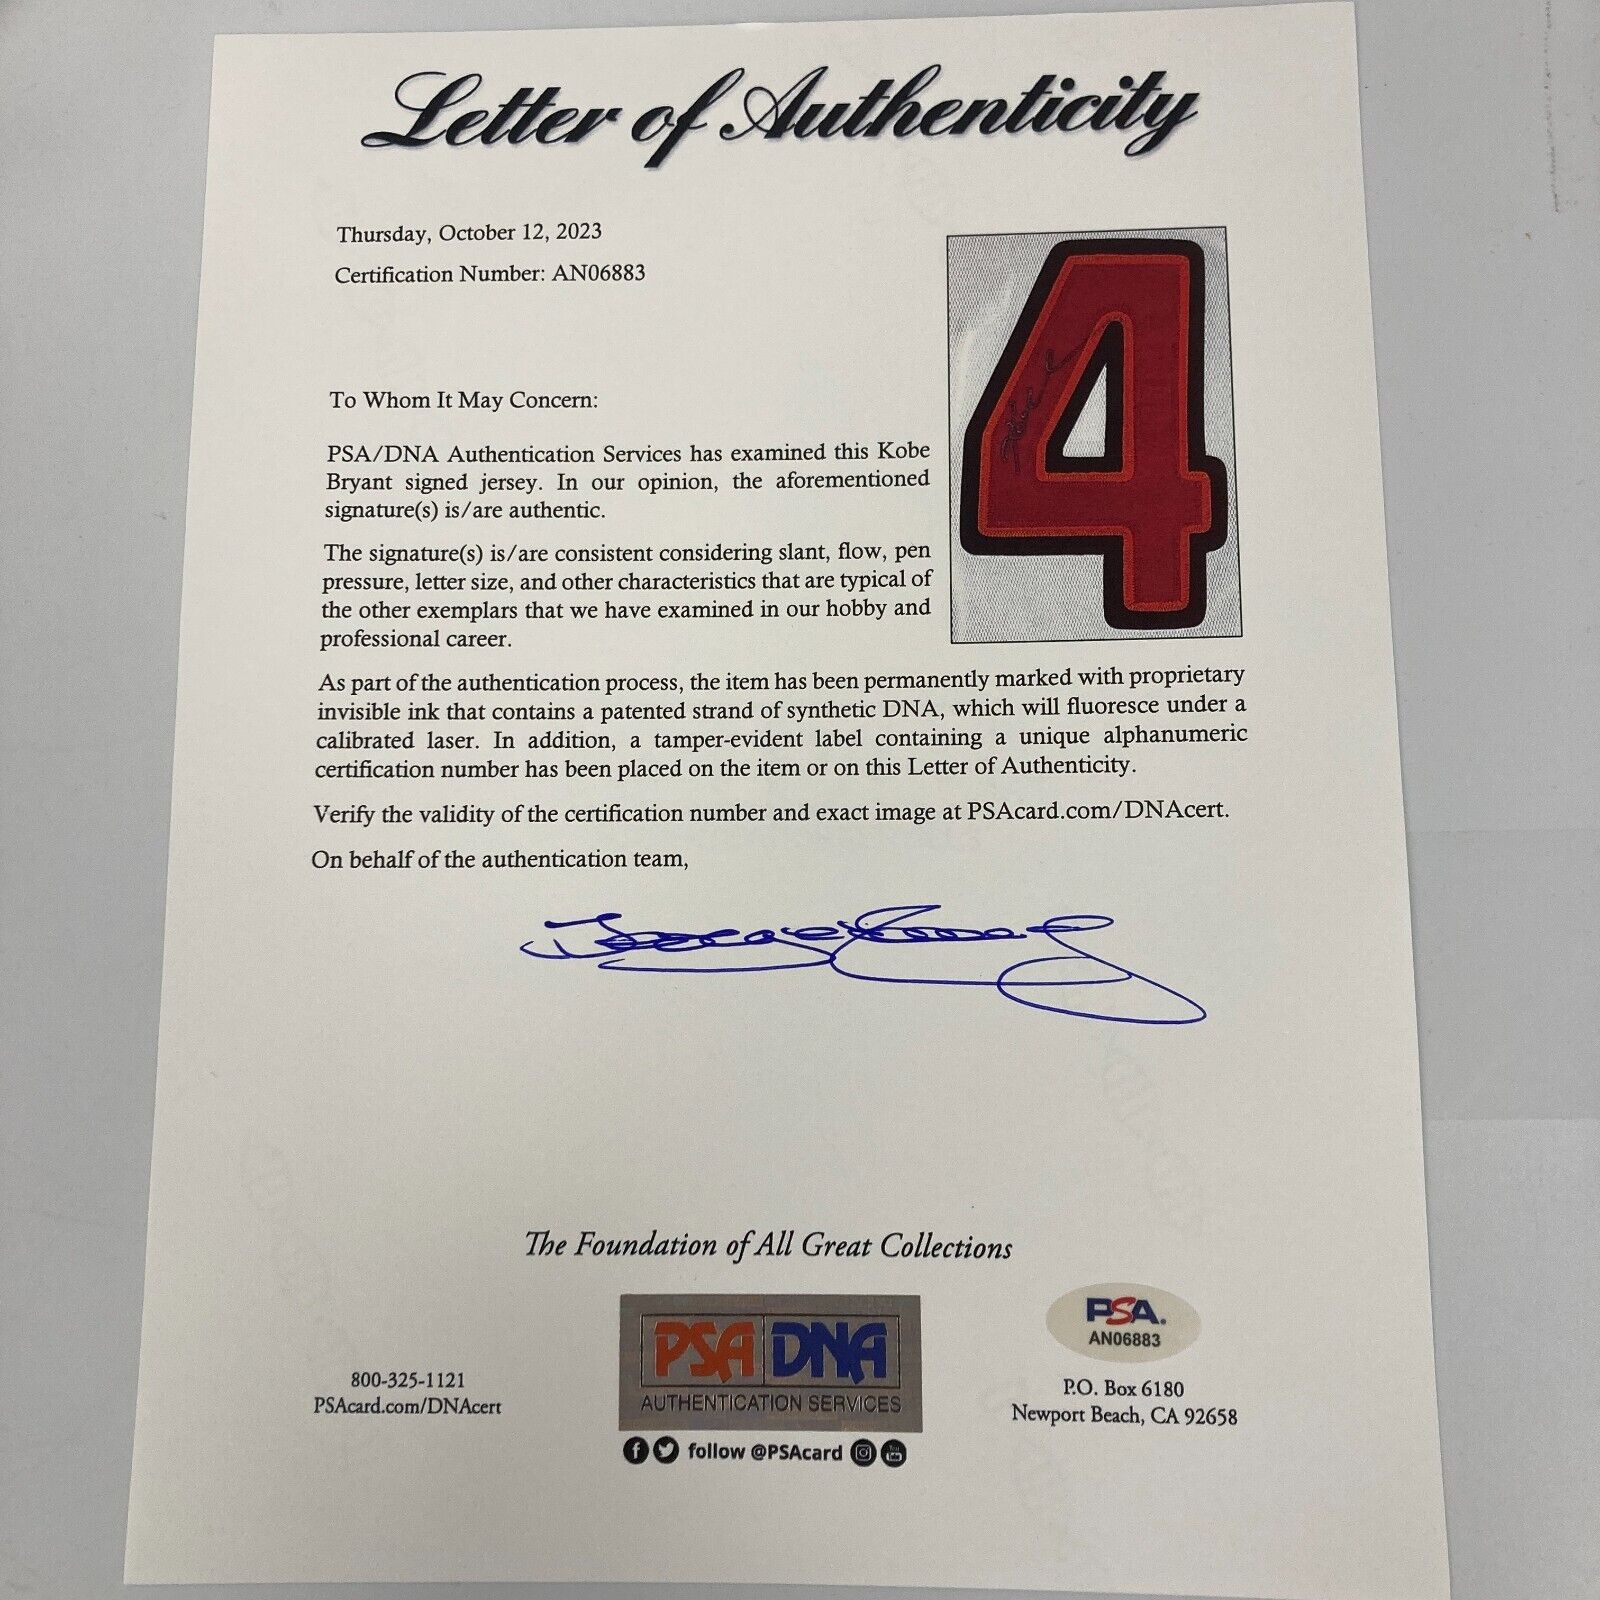 Letter of Authenticity
Thursday, October 12, 2023
Certification Number: AN06883
4
To Whom It May Concern:
PSA/DNA Authentication Services has examined this Kobe
Bryant signed jersey. In our opinion, the aforementioned
signature(s) is/are authentic.
The signature(s) is/are consistent considering slant, flow, pen
pressure, letter size, and other characteristics that are typical of
the other exemplars that we have examined in our hobby and
professional career.
As part of the authentication process, the item has been permanently marked with proprietary
invisible ink that contains a patented strand of synthetic DNA, which will fluoresce under a
calibrated laser. In addition, a tamper-evident label containing a unique alphanumeric
certification number has been placed on the item or on this Letter of Authenticity.
Verify the validity of the certification number and exact image at PSAcard.com/DNAcert.
On behalf of the authentication team,
The Foundation of All Great Collections
800-325-1121
PSAcard.com/DNAcert
PSA DNA
AUTHENTICATION SERVICES
follow @PSAcard
PSA.
AN06883
P.O. Box 6180
Newport Beach, CA 92658